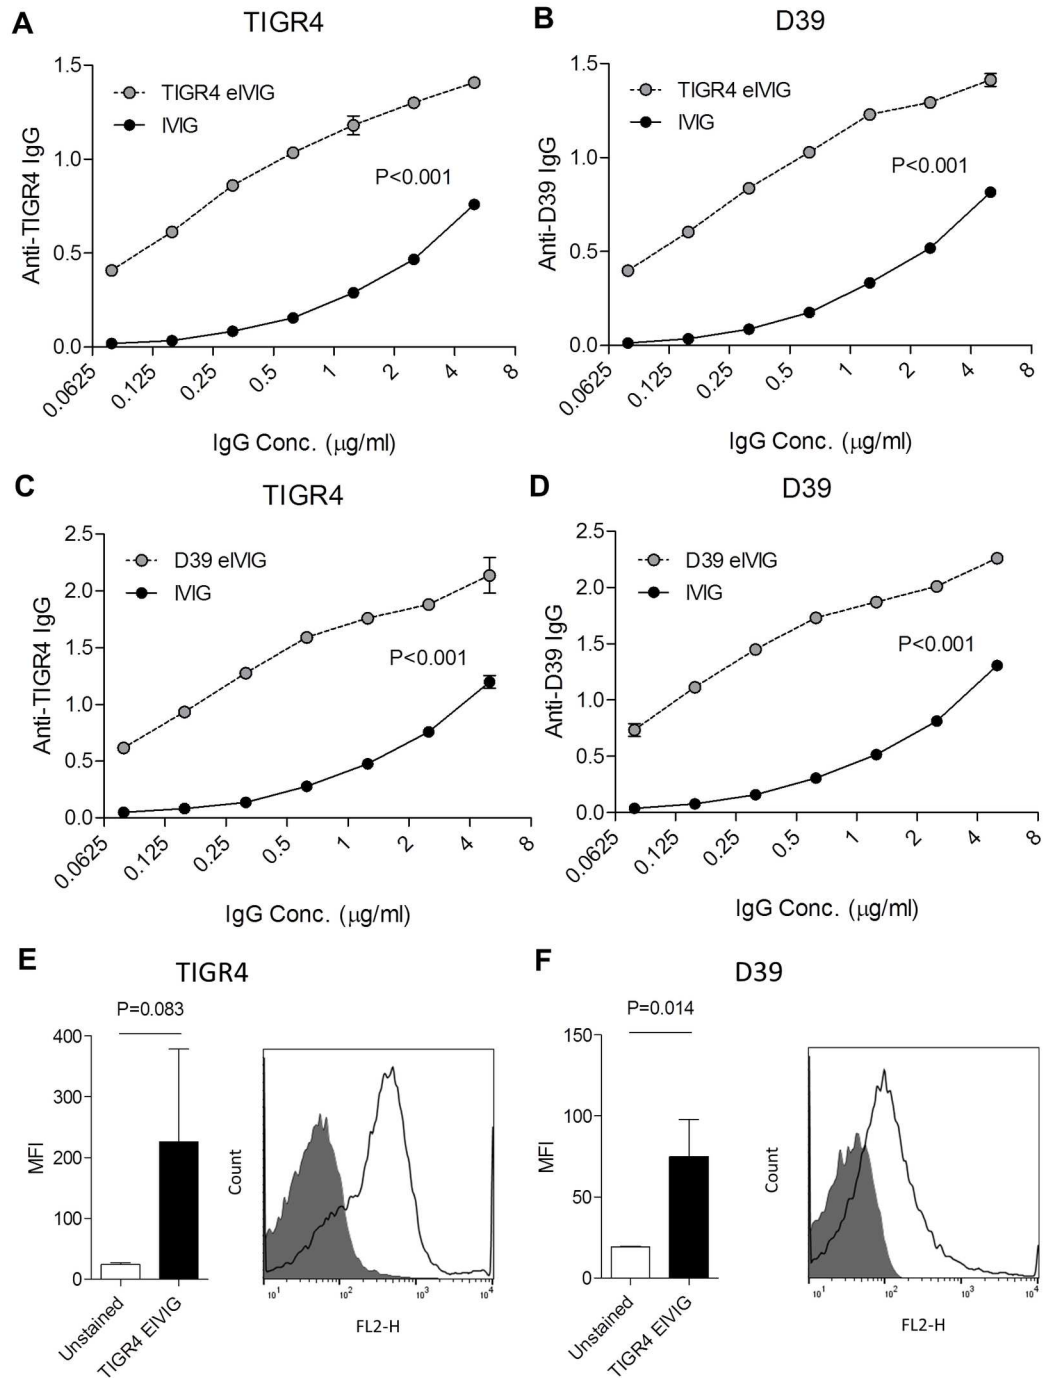 A
TIGR4
1.5
1.0
0.5
0.0
Anti-TIGR4 IgG
TIGR4 eIVIG
IVIG
P<0.001
0.0625
0.125
0.25
0.5
1
2
4
8
IgG Conc. (μg/ml)
B
D39
1.5
1.0
0.5
0.0
Anti-D39 IgG
TIGR4 eIVIG
IVIG
P<0.001
0.0625
0.125
0.25
0.5
1
2
4
8
IgG Conc. (μg/ml)
C
TIGR4
2.5
2.0
1.5
1.0
0.5
0.0
Anti-TIGR4 IgG
D39 eIVIG
IVIG
P<0.001
0.0625
0.125
0.25
0.5
1
2
4
8
IgG Conc. (μg/ml)
D
D39
2.5
2.0
1.5
1.0
0.5
0.0
Anti-D39 IgG
D39 eIVIG
IVIG
P<0.001
0.0625
0.125
0.25
0.5
1
2
4
8
IgG Conc. (μg/ml)
E
TIGR4
P=0.083
400
300
200
100
0
MFI
Unstained
TIGR4 EIVIG
Count
10¹
10²
10³
10⁴
FL2-H
F
D39
P=0.014
150
100
50
0
MFI
Unstained
TIGR4 EIVIG
Count
10¹
10²
10³
10⁴
FL2-H